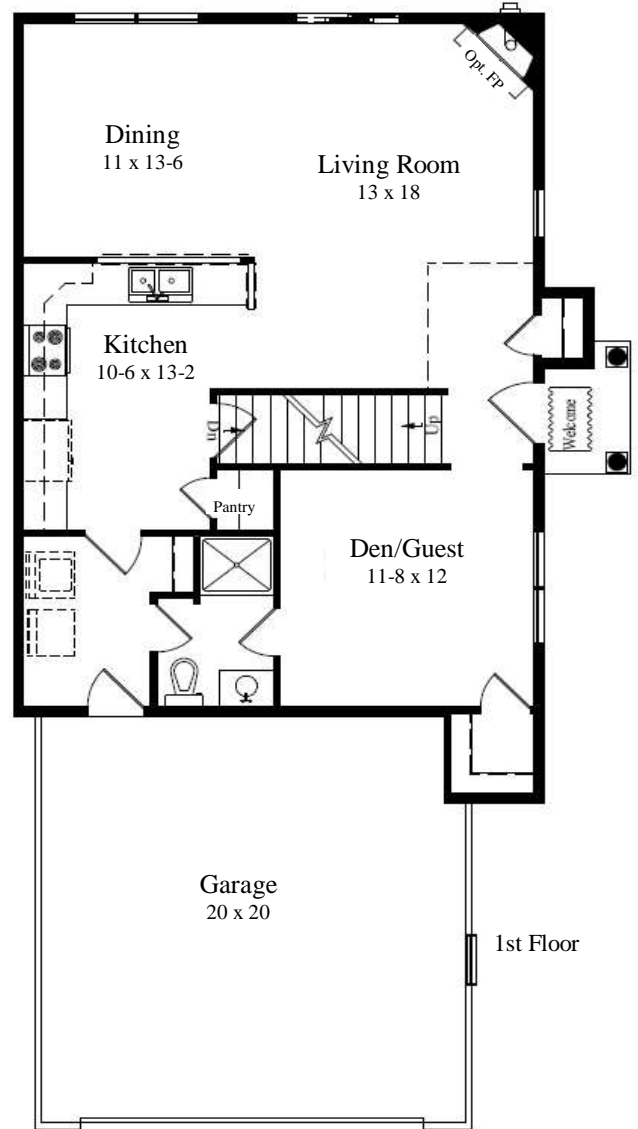 Opt. FP
Dining
11 x 13-6
Living Room
13 x 18
Kitchen
10-6 x 13-2
Dn
Up
Welcome
Pantry
Den/Guest
11-8 x 12
Garage
20 x 20
1st Floor